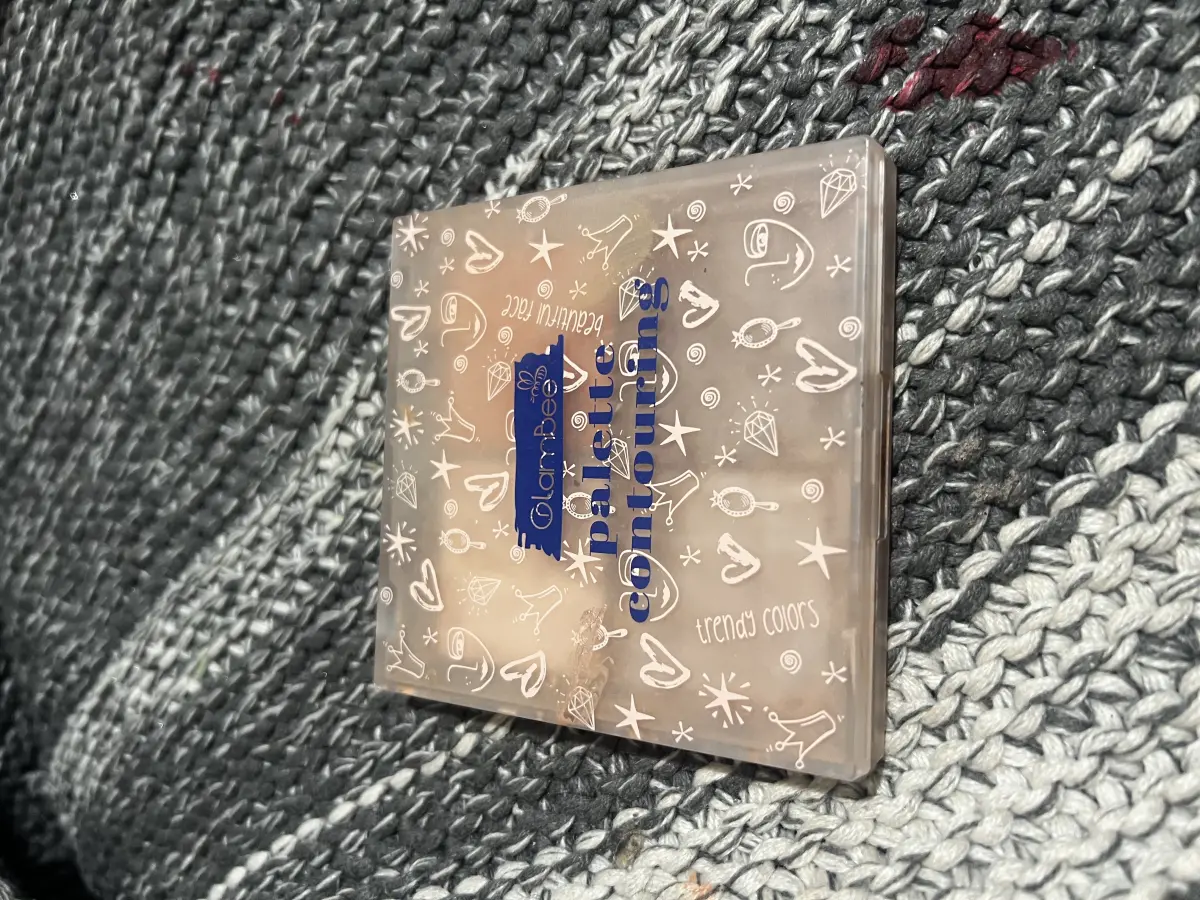 GlamBee
palette
contouring
beautiful face
trendy colors